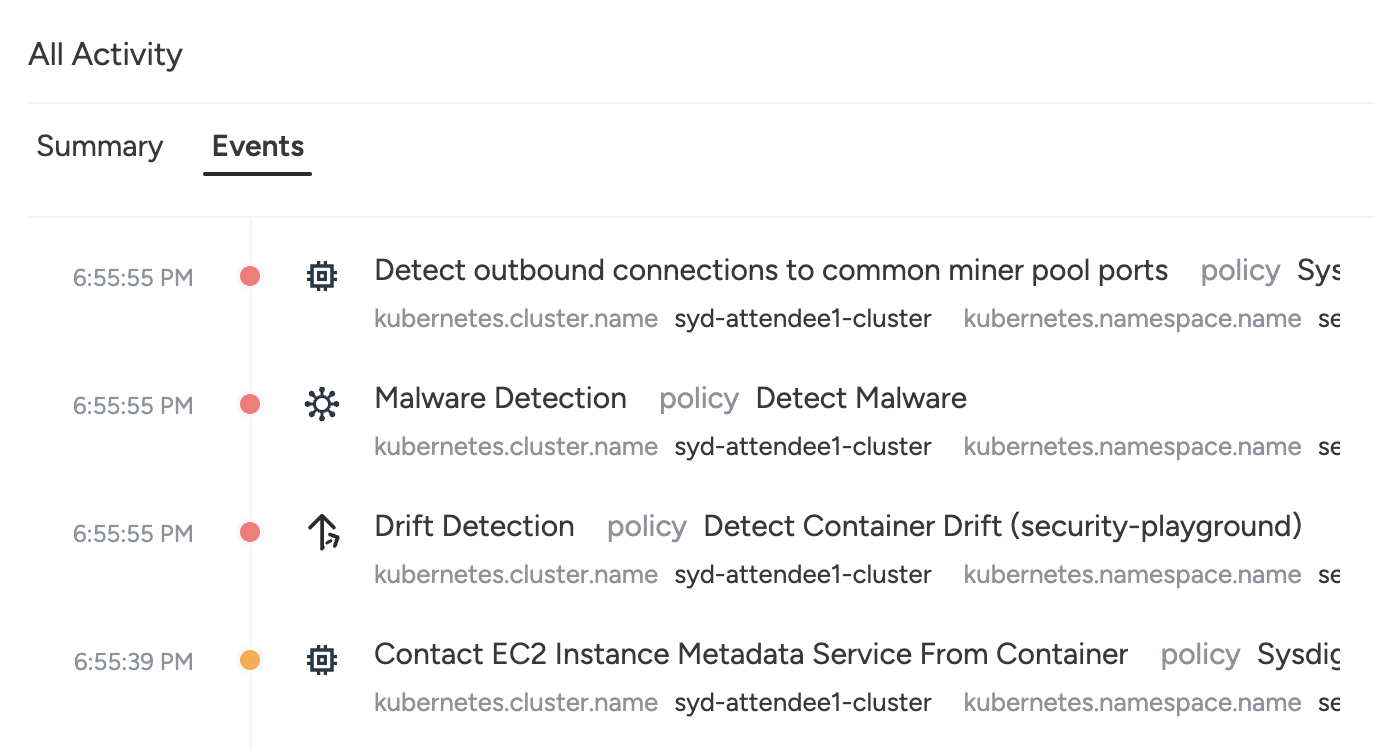 All Activity
Summary Events
6:55:55 PM Detect outbound connections to common miner pool ports policy Sys
kubernetes.cluster.name syd-attendee1-cluster kubernetes.namespace.name se
6:55:55 PM Malware Detection policy Detect Malware
kubernetes.cluster.name syd-attendee1-cluster kubernetes.namespace.name se
6:55:55 PM Drift Detection policy Detect Container Drift (security-playground)
kubernetes.cluster.name syd-attendee1-cluster kubernetes.namespace.name se
6:55:39 PM Contact EC2 Instance Metadata Service From Container policy Sysdig
kubernetes.cluster.name syd-attendee1-cluster kubernetes.namespace.name se